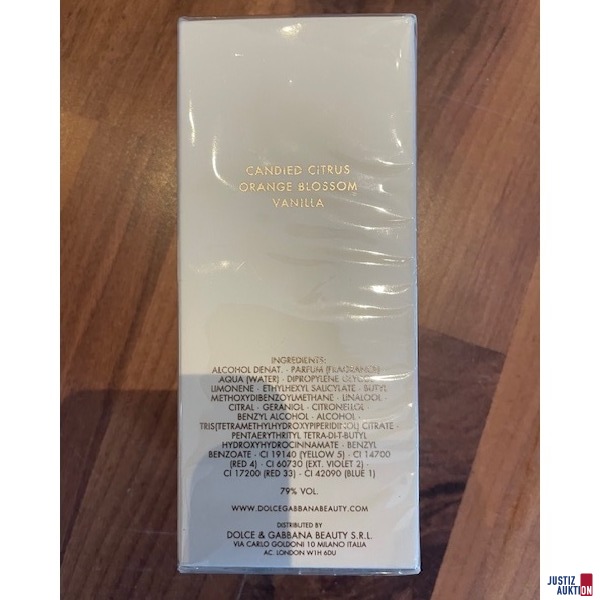 CANDIED CITRUS
ORANGE BLOSSOM
VANILLA
INGREDIENTS:
ALCOHOL DENAT. · PARFUM (FRAGRANCE) ·
AQUA (WATER) · DIPROPYLENE GLYCOL ·
LIMONENE · ETHYLHEXYL SALICYLATE · BUTYL
METHOXYDIBENZOYLMETHANE · LINALOOL ·
CITRAL · GERANIOL · CITRONELLOL ·
BENZYL ALCOHOL · ALCOHOL ·
TRIS(TETRAMETHYLHYDROXYPIPERIDINOL) CITRATE ·
PENTAERYTHRITYL TETRA-DI-T-BUTYL
HYDROXYHYDROCINNAMATE · BENZYL
BENZOATE · CI 19140 (YELLOW 5) · CI 14700
(RED 4) · CI 60730 (EXT. VIOLET 2) ·
CI 17200 (RED 33) · CI 42090 (BLUE 1)
79% VOL.
WWW.DOLCEGABBANABEAUTY.COM
DISTRIBUTED BY
DOLCE & GABBANA BEAUTY S.R.L.
VIA CARLO GOLDONI 10 MILANO ITALIA
AC. LONDON W1H 6DU
JUSTIZ
AUKTION